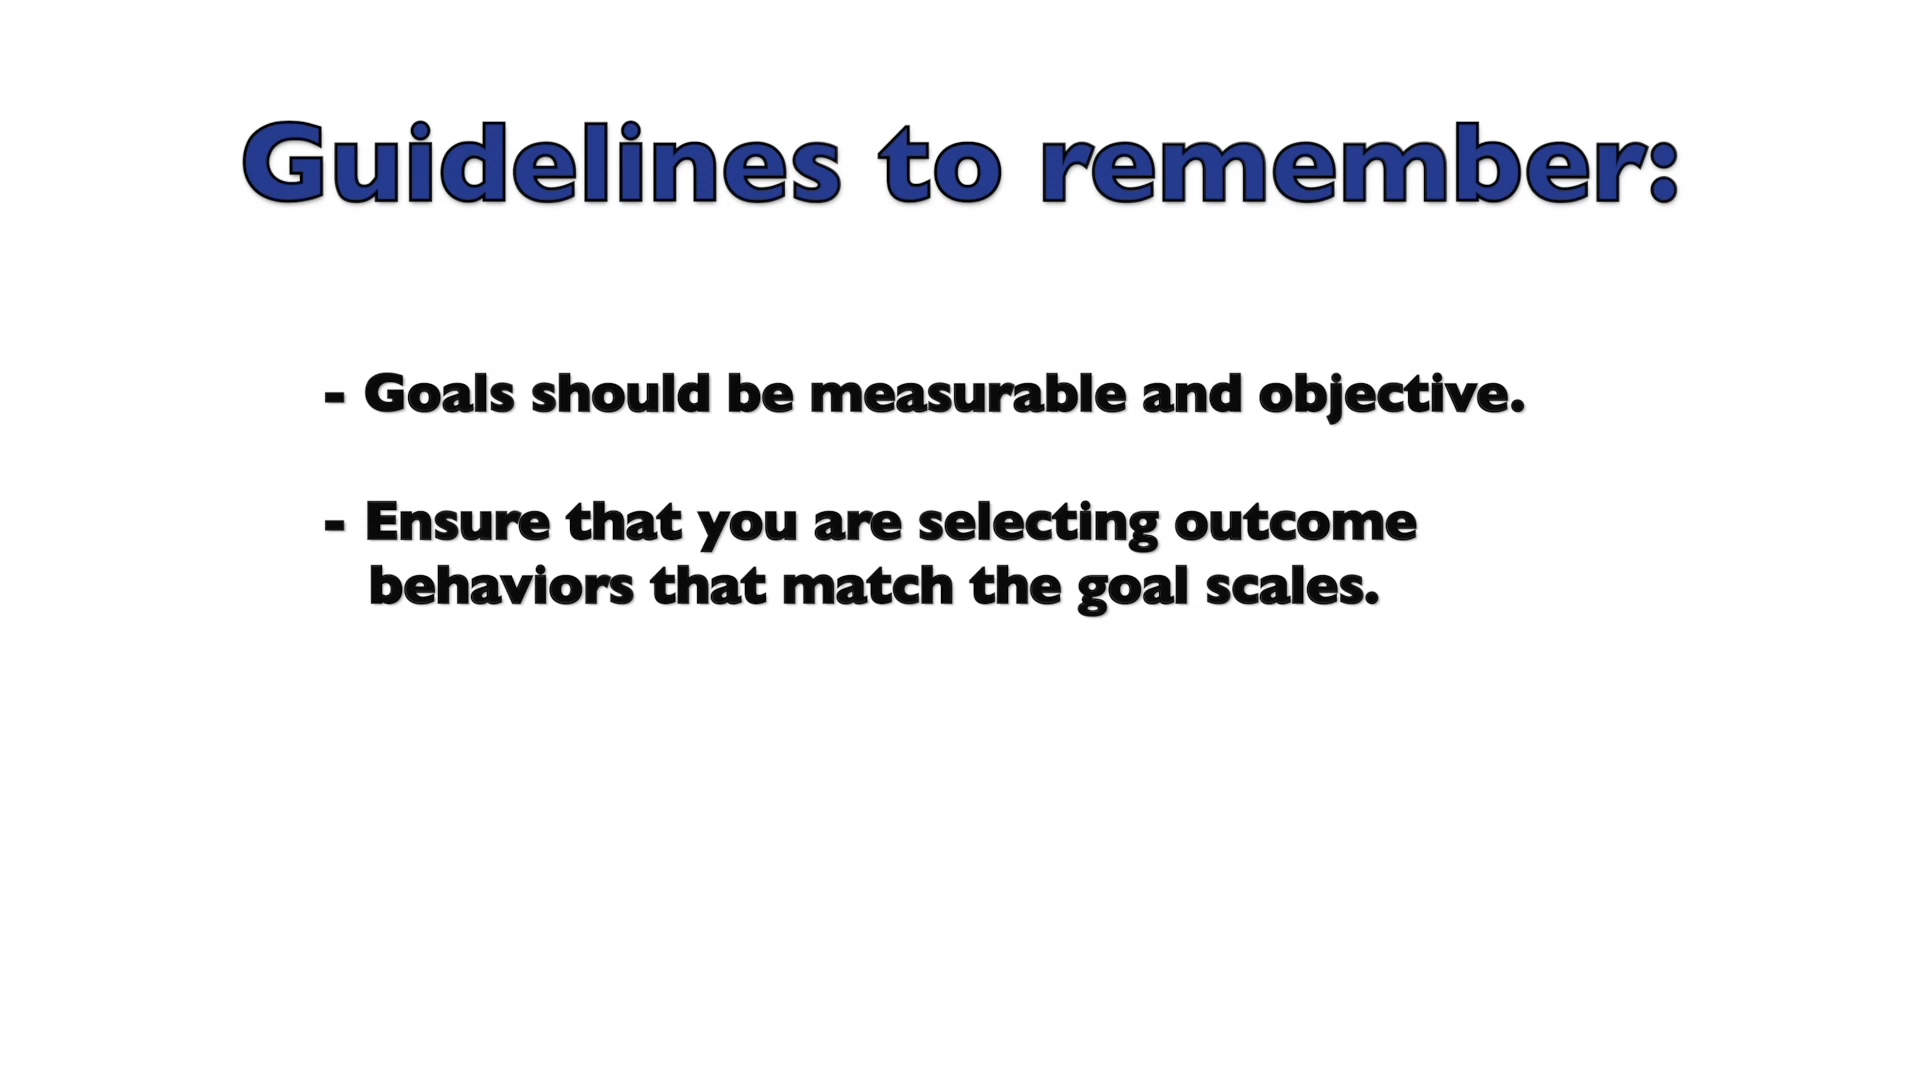 Guidelines to remember:
- Goals should be measurable and objective.
- Ensure that you are selecting outcome
behaviors that match the goal scales.